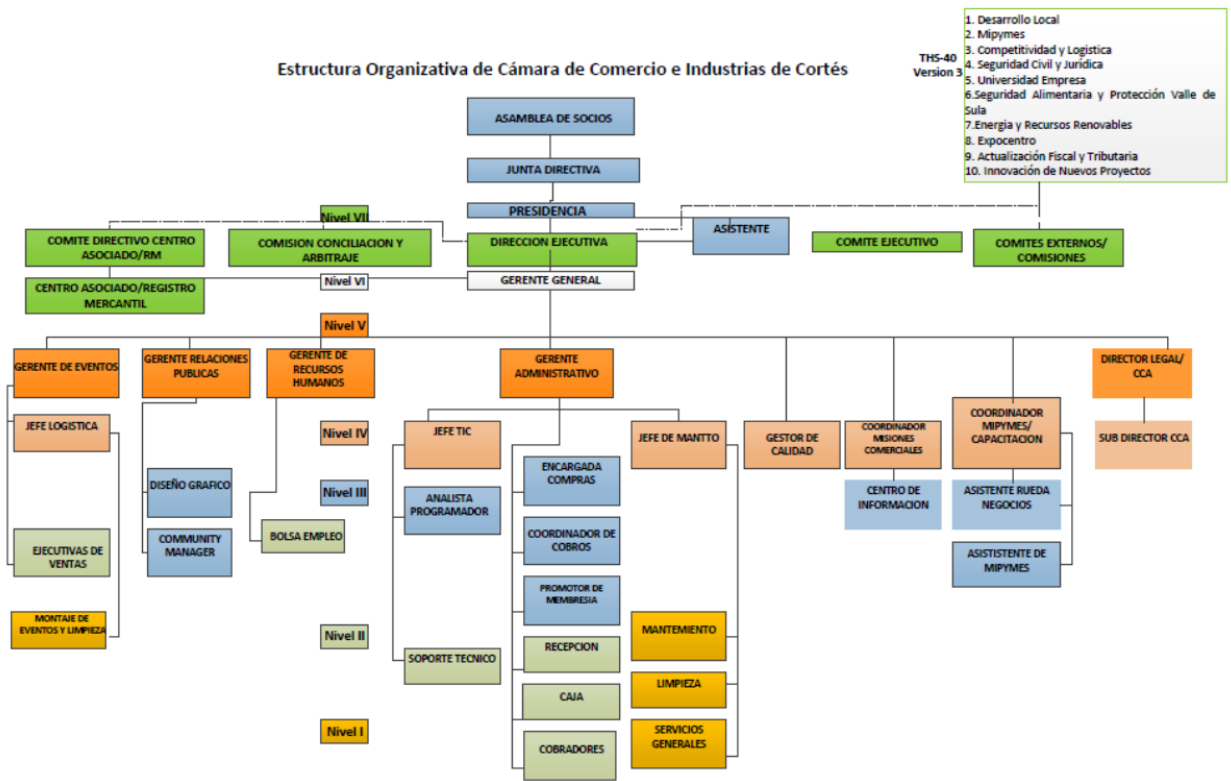 1. Desarrollo Local
2. Mipymes
3. Competitividad y Logistica
4. Seguridad Civil y Jurídica
5. Universidad Empresa
6.Seguridad Alimentaria y Protección Valle de
Sula
7.Energia y Recursos Renovables
8. Expocentro
9. Actualización Fiscal y Tributaria
10. Innovación de Nuevos Proyectos
THS-40
Version 3
Estructura Organizativa de Cámara de Comercio e Industrias de Cortés
ASAMBLEA DE SOCIOS
JUNTA DIRECTIVA
PRESIDENCIA
Nivel VII
ASISTENTE
COMITE DIRECTIVO CENTRO
ASOCIADO/RM
COMISION CONCILIACION Y
ARBITRAJE
DIRECCION EJECUTIVA
COMITE EJECUTIVO
COMITES EXTERNOS/
COMISIONES
CENTRO ASOCIADO/REGISTRO
MERCANTIL
Nivel VI
GERENTE GENERAL
Nivel V
GERENTE DE EVENTOS
GERENTE RELACIONES
PUBLICAS
GERENTE DE
RECURSOS
HUMANOS
GERENTE
ADMINISTRATIVO
DIRECTOR LEGAL/
CCA
JEFE LOGISTICA
Nivel IV
JEFE TIC
JEFE DE MANTTO
GESTOR DE
CALIDAD
COORDINADOR
MISIONES
COMERCIALES
COORDINADOR
MIPYMES/
CAPACITACION
SUB DIRECTOR CCA
DISEÑO GRAFICO
Nivel III
ANALISTA
PROGRAMADOR
ENCARGADA
COMPRAS
CENTRO DE
INFORMACION
ASISTENTE RUEDA
NEGOCIOS
EJECUTIVAS DE
VENTAS
COMMUNITY
MANAGER
BOLSA EMPLEO
COORDINADOR DE
COBROS
ASISTISTENTE DE
MIPYMES
PROMOTOR DE
MEMBRESIA
MONTAJE DE
EVENTOS Y LIMPIEZA
Nivel II
MANTEMIENTO
SOPORTE TECNICO
RECEPCION
LIMPIEZA
CAJA
Nivel I
SERVICIOS
GENERALES
COBRADORES